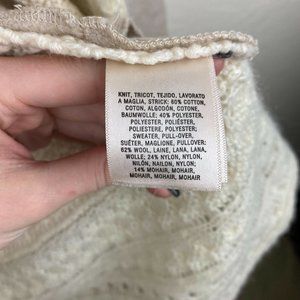 KNIT, TRICOT, TEJIDO, LAVORATO
A MAGLIA, STRICK: 60% COTTON,
COTON, ALGODÓN, COTONE,
BAUMWOLLE; 40% POLYESTER,
POLYESTER, POLIÉSTER,
POLIESTERE, POLYESTER;
SWEATER, PULL-OVER,
SUÉTER, MAGLIONE, PULLOVER:
62% WOOL, LAINE, LANA, LANA,
WOLLE; 24% NYLON, NYLON,
NILÓN, NAILON, NYLON;
14% MOHAIR, MOHAIR,
MOHAIR, MOHAIR, MOHAIR